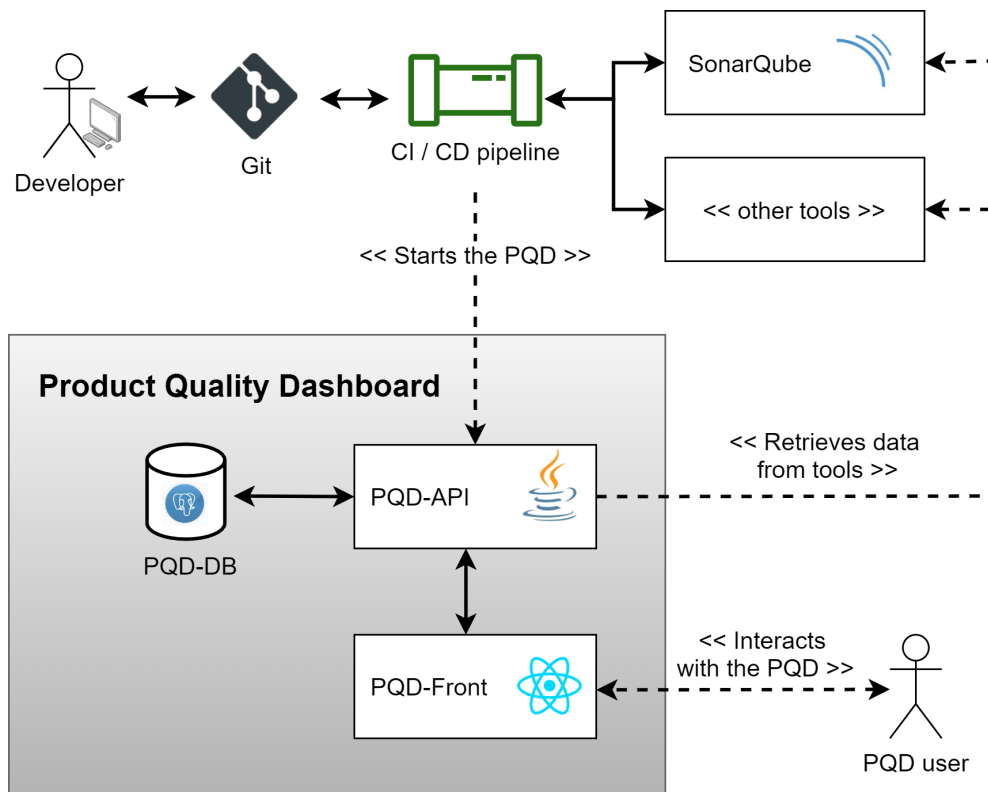 SonarQube
Developer
Git
CI / CD pipeline
<< other tools >>
<< Starts the PQD >>
Product Quality Dashboard
<< Retrieves data
from tools >>
PQD-API
PQD-DB
<< Interacts
with the PQD >>
PQD-Front
PQD user